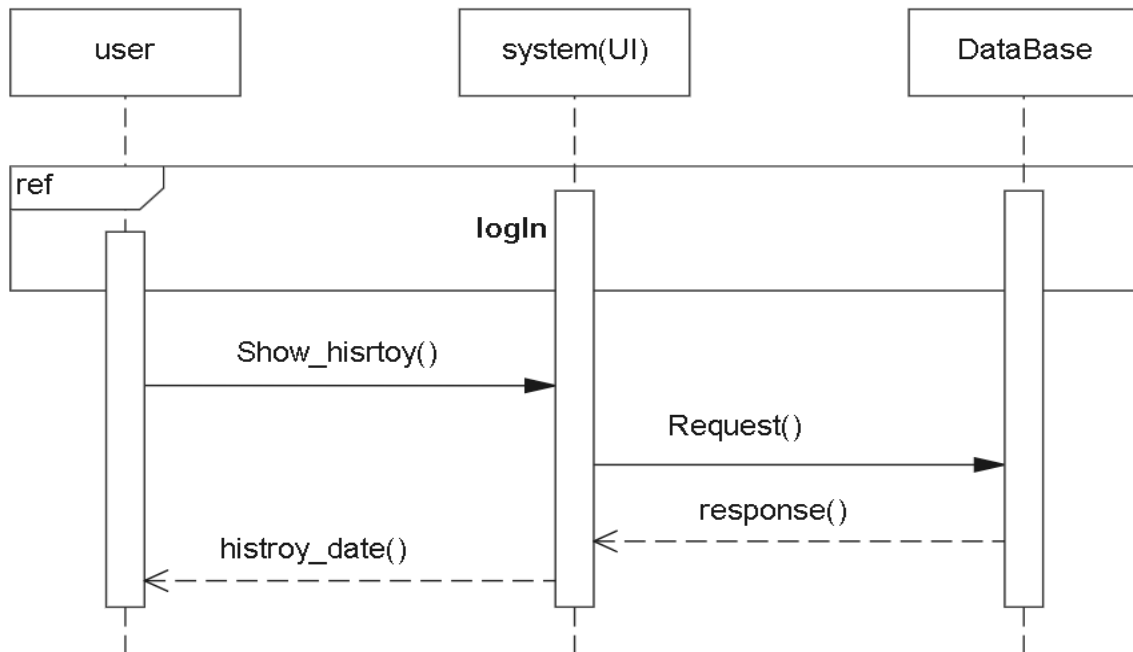 user
system(UI)
DataBase
ref
logIn
Show_hisrtoy()
Request()
response()
histroy_date()